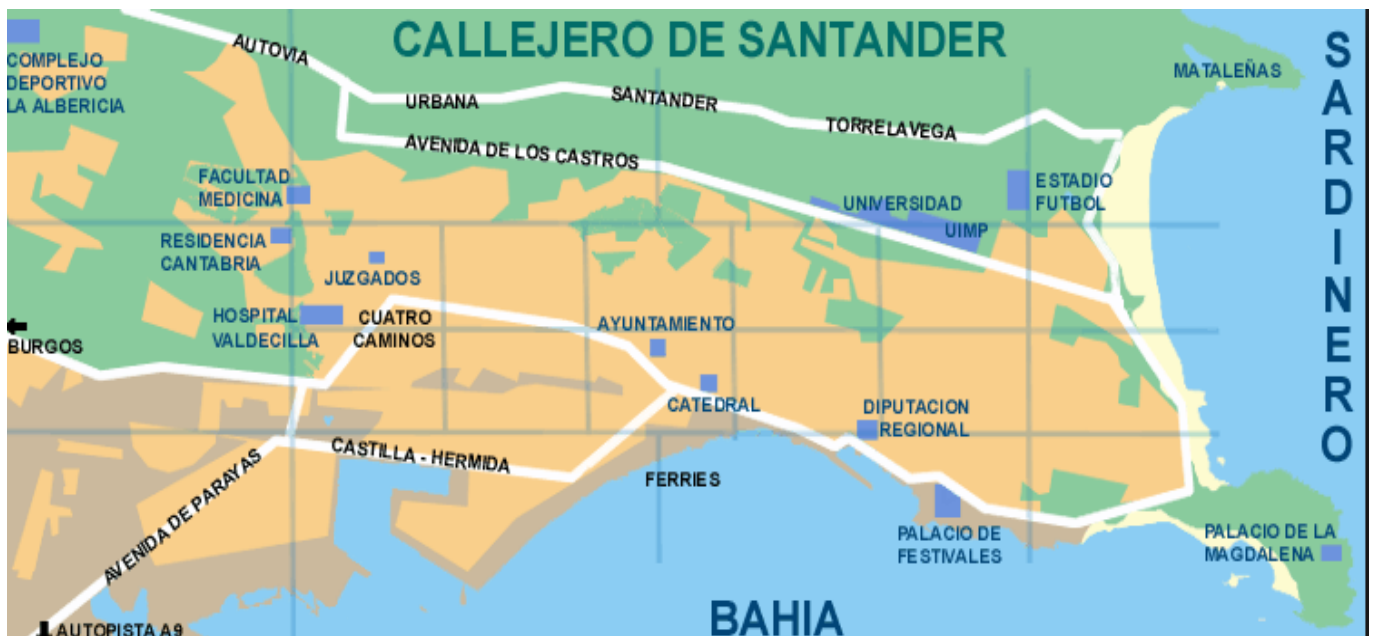 CALLEJERO DE SANTANDER
SARDINERO
COMPLEJO
DEPORTIVO
LA ALBERICIA
AUTOVIA
URBANA
SANTANDER
TORRELAVEGA
MATALEÑAS
AVENIDA DE LOS CASTROS
FACULTAD
MEDICINA
ESTADIO
FUTBOL
UNIVERSIDAD
UIMP
RESIDENCIA
CANTABRIA
JUZGADOS
HOSPITAL
VALDECILLA
CUATRO
CAMINOS
AYUNTAMIENTO
BURGOS
CATEDRAL
DIPUTACION
REGIONAL
CASTILLA - HERMIDA
FERRIES
AVENIDA DE PARAYAS
PALACIO DE
FESTIVALES
PALACIO DE LA
MAGDALENA
BAHIA
AUTOPISTA A9